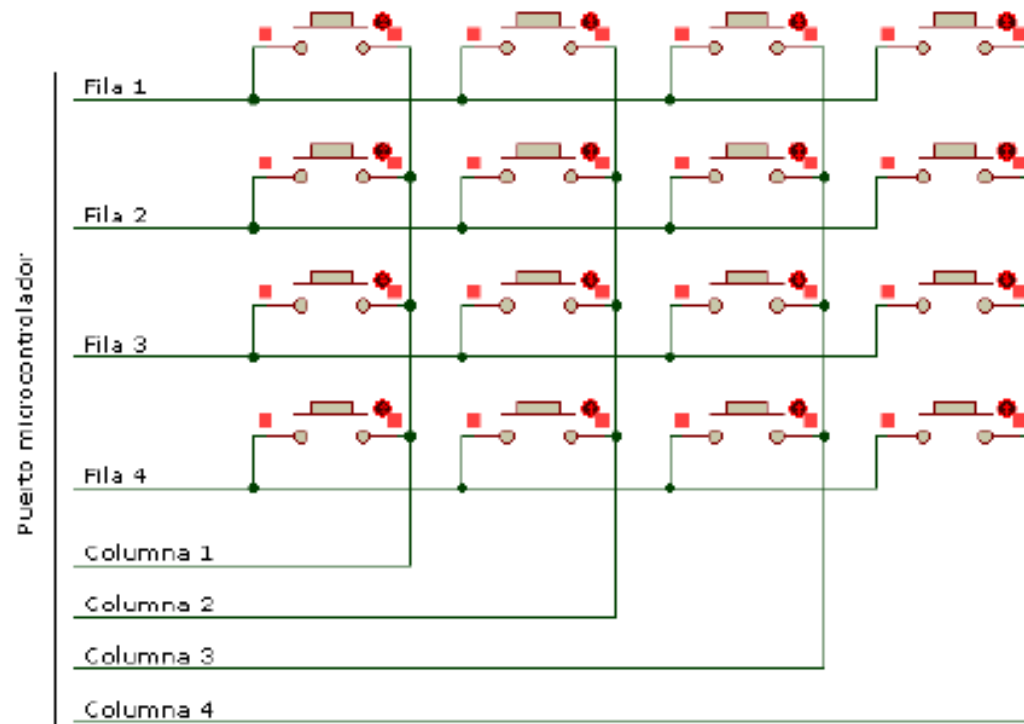 Fila 1
Fila 2
Fila 3
Fila 4
Puerto microcontrolador
Columna 1
Columna 2
Columna 3
Columna 4